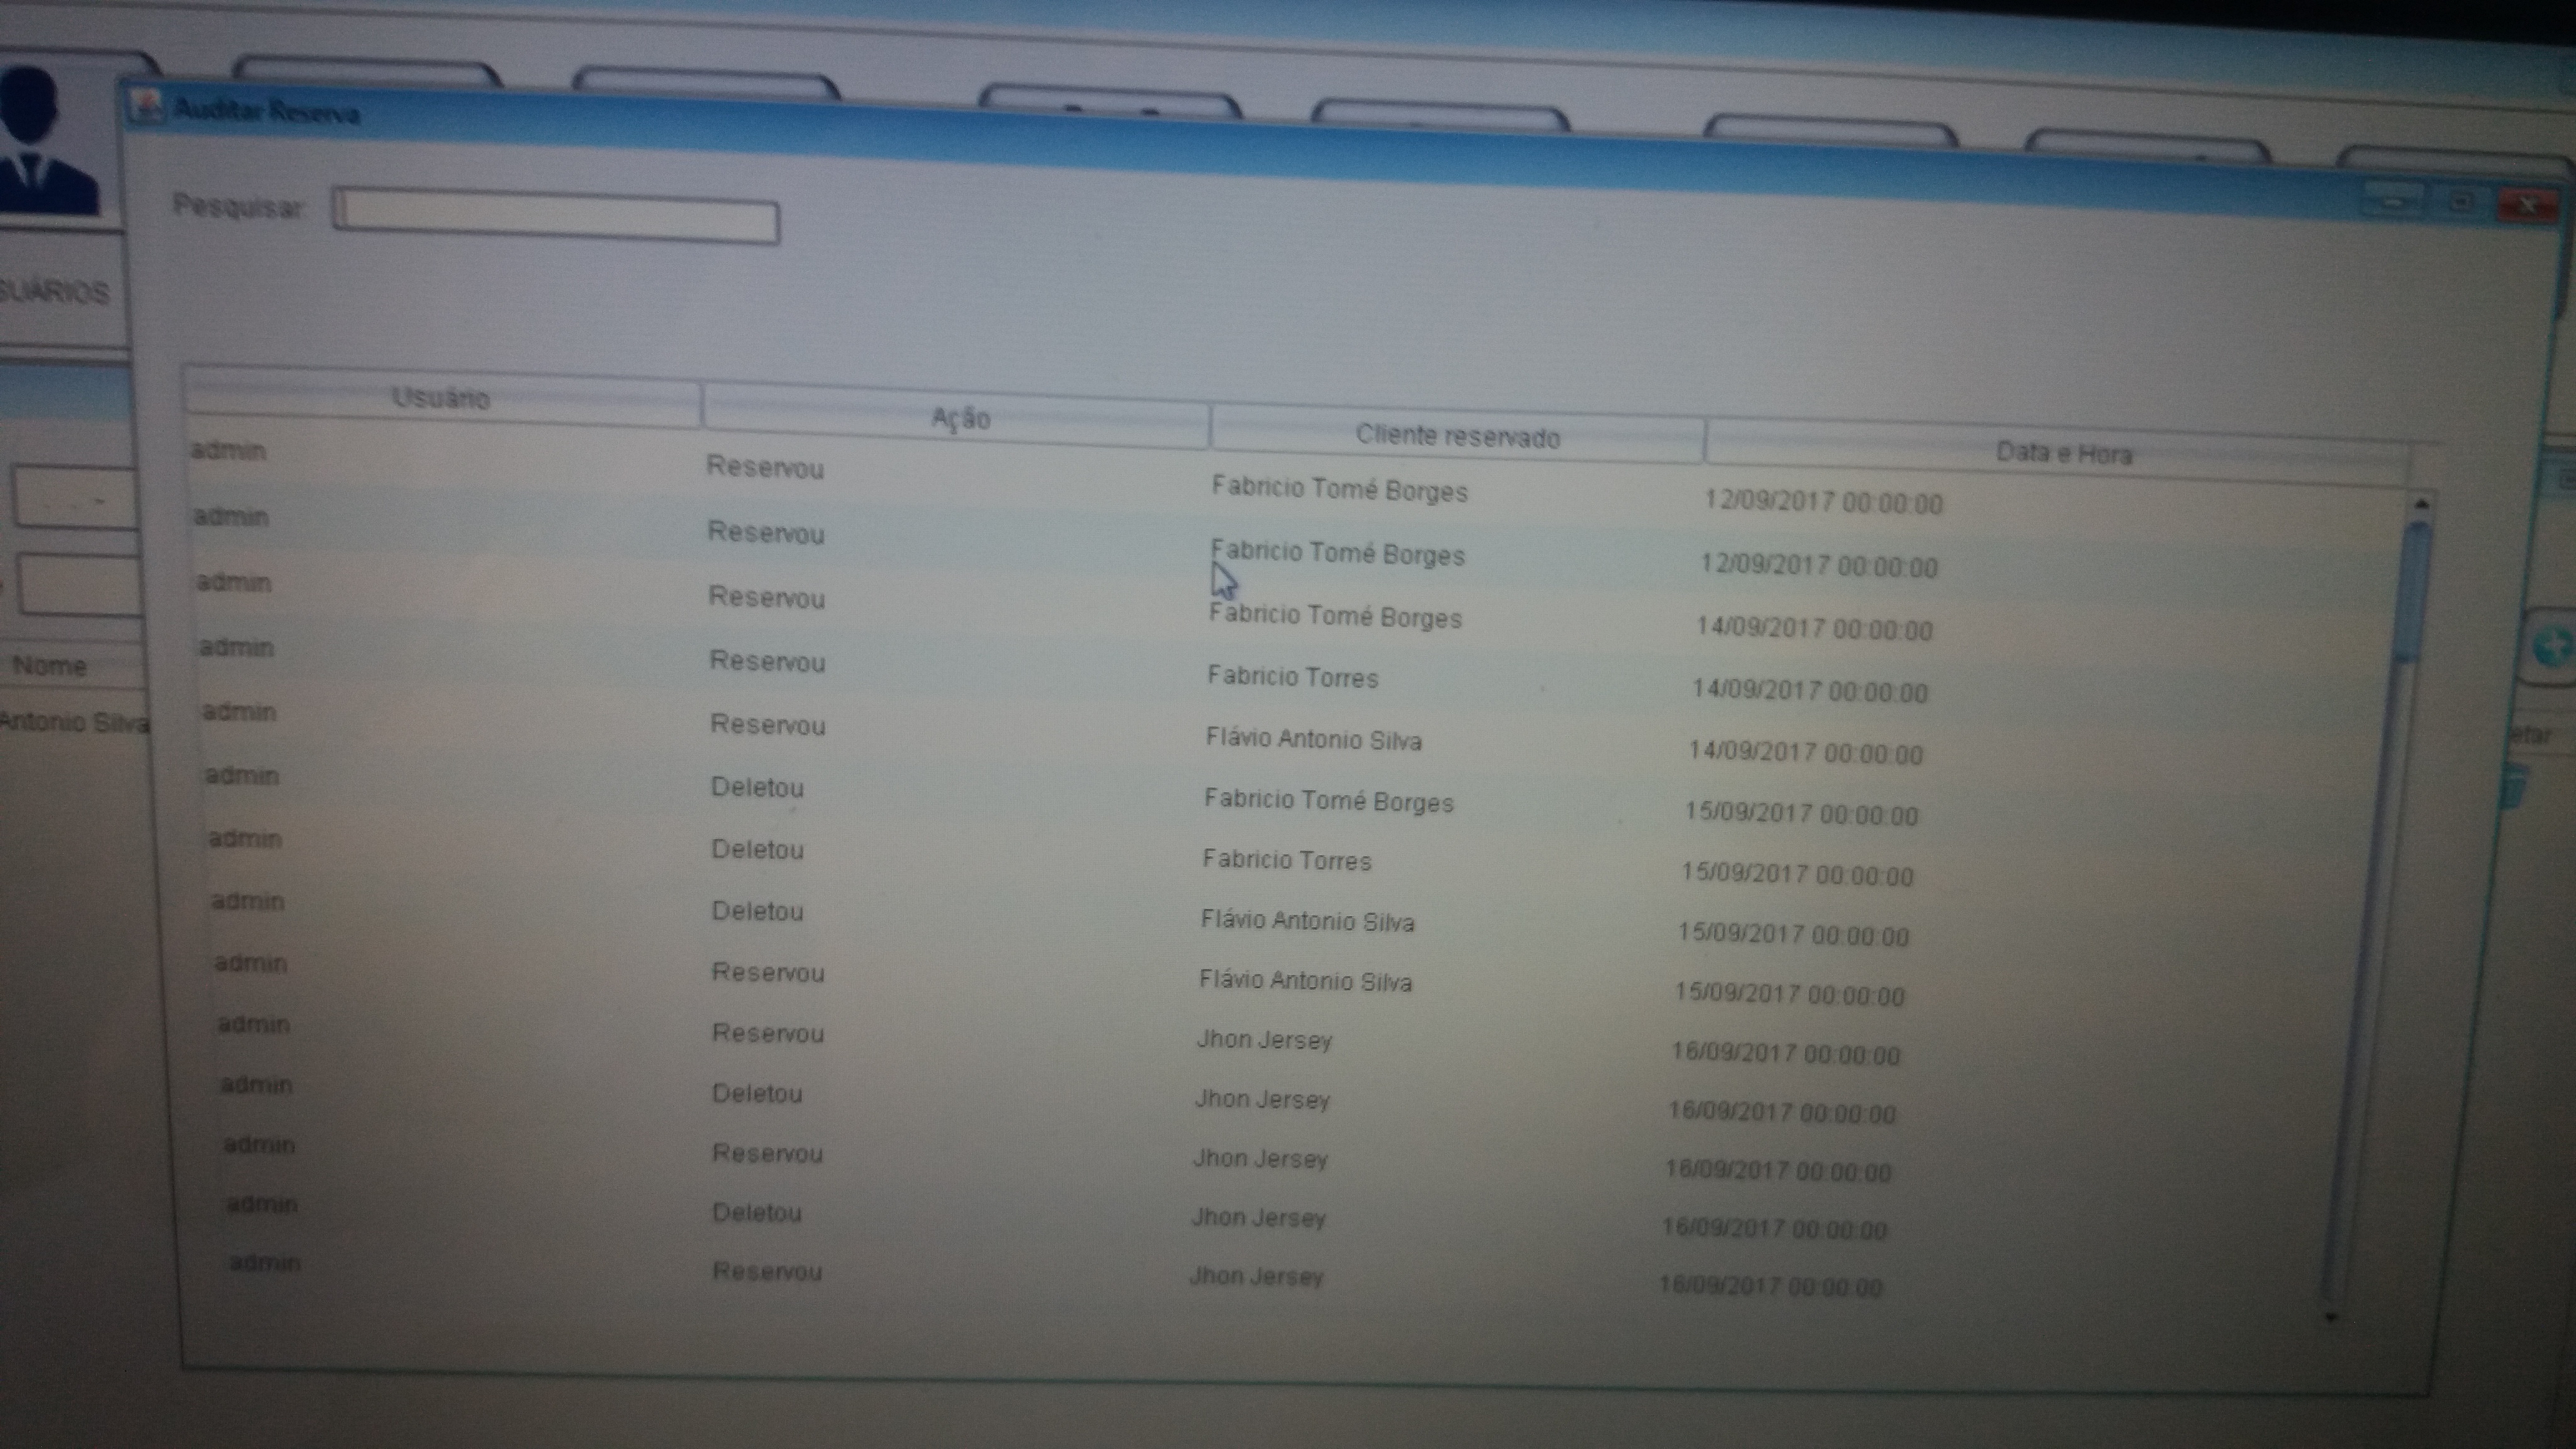 Auditar Reserva
Pesquisar
SUÁRIOS
Usuário Ação Cliente reservado Data e Hora
admin Reservou Fabricio Tomé Borges 12/09/2017 00:00:00
admin Reservou Fabricio Tomé Borges 12/09/2017 00:00:00
admin Reservou Fabricio Tomé Borges 14/09/2017 00:00:00
admin Reservou Fabricio Torres 14/09/2017 00:00:00
admin Reservou Flávio Antonio Silva 14/09/2017 00:00:00
admin Deletou Fabricio Tomé Borges 15/09/2017 00:00:00
admin Deletou Fabricio Torres 15/09/2017 00:00:00
admin Deletou Flávio Antonio Silva 15/09/2017 00:00:00
admin Reservou Flávio Antonio Silva 15/09/2017 00:00:00
admin Reservou Jhon Jersey 16/09/2017 00:00:00
admin Deletou Jhon Jersey 16/09/2017 00:00:00
admin Reservou Jhon Jersey 16/09/2017 00:00:00
admin Deletou Jhon Jersey 16/09/2017 00:00:00
admin Reservou Jhon Jersey 00:00:00
Nome
Antonio Silva
etar